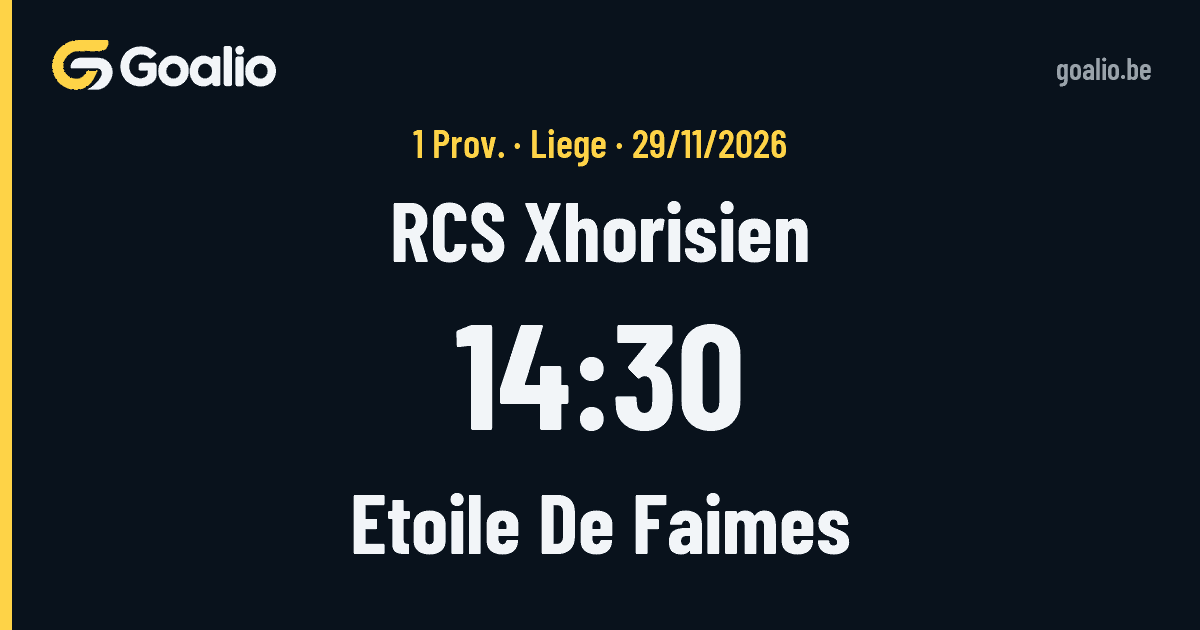 Goalio
goalio.be
1 Prov. · Liege · 29/11/2026
RCS Xhorisien
14:30
Etoile De Faimes